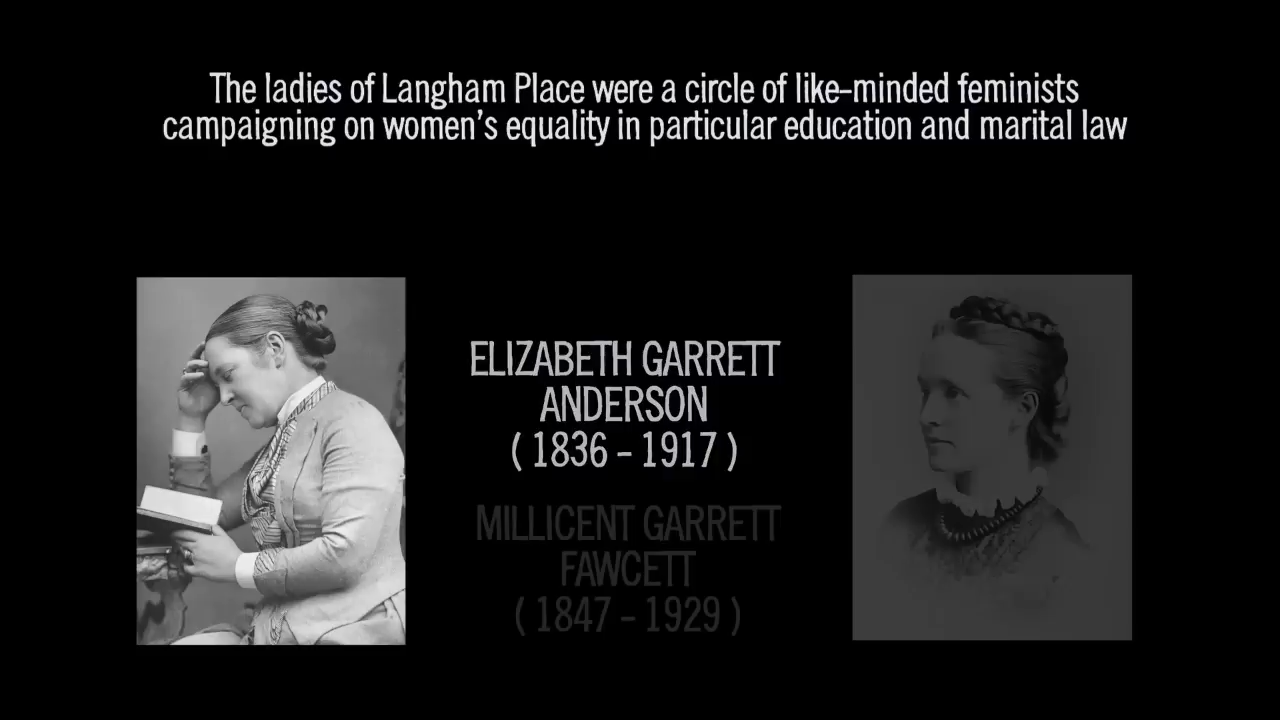 The ladies of Langham Place were a circle of like-minded feminists
campaigning on women's equality in particular education and marital law
ELIZABETH GARRETT
ANDERSON
( 1836 - 1917 )
MILLICENT GARRETT
FAWCETT
( 1847 - 1929 )